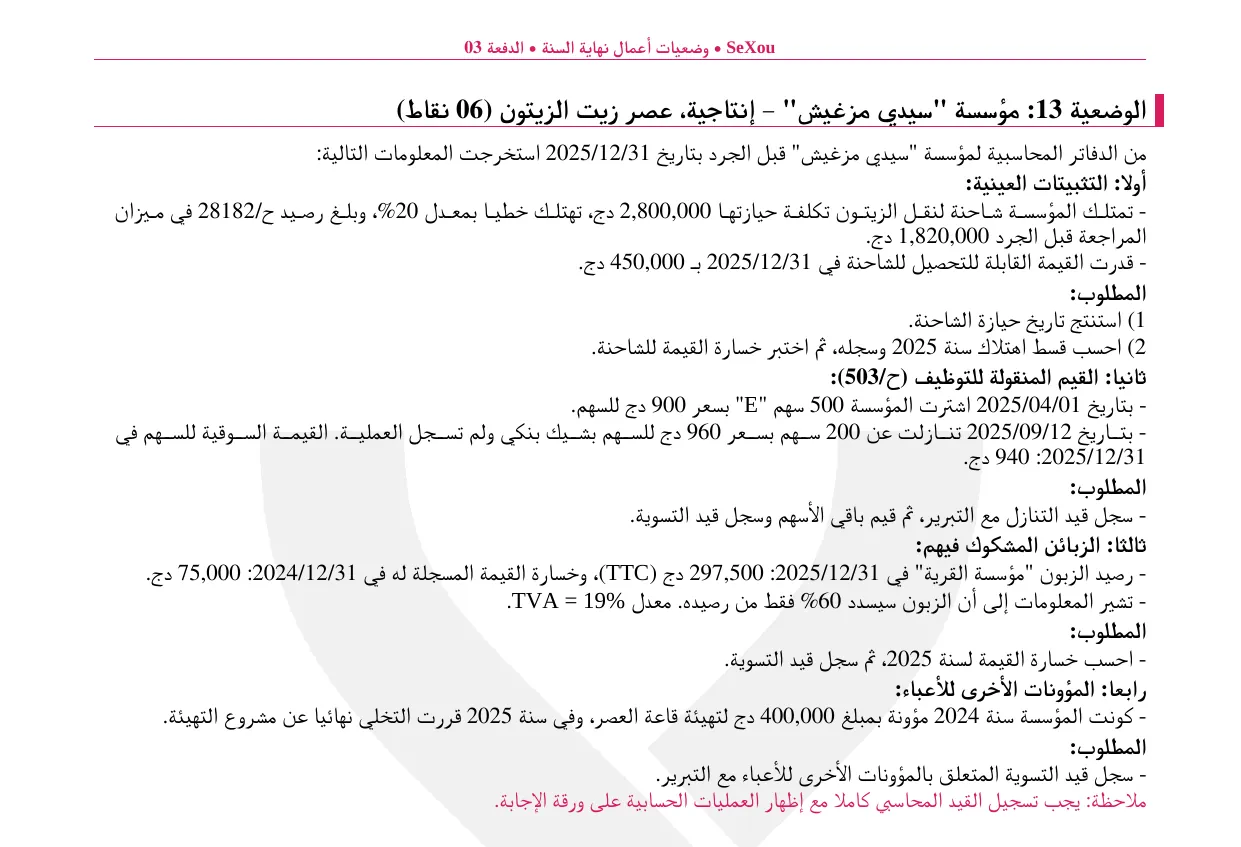 SeXou • وضعيات أعمال نهاية السنة • الدفعة 03
الوضعية 13: مؤسسة "سيدي مزغيش" – إنتاجية، عصر زيت الزيتون (06 نقاط)
من الدفاتر المحاسبية لمؤسسة "سيدي مزغيش" قبل الجرد بتاريخ 2025/12/31 استخرجت المعلومات التالية:
أولا: التثبيتات العينية:
- تمتلك المؤسسة شاحنة لنقل الزيتون تكلفة حيازتها 2,800,000 دج، تهتلك خطيا بمعدل 20%، وبلغ رصيد ح/28182 في ميزان
المراجعة قبل الجرد 1,820,000 دج.
- قدرت القيمة القابلة للتحصيل للشاحنة في 2025/12/31 بـ 450,000 دج.
المطلوب:
1) استنتج تاريخ حيازة الشاحنة.
2) احسب قسط اهتلاك سنة 2025 وسجله، ثم اختبر خسارة القيمة للشاحنة.
ثانيا: القيم المنقولة للتوظيف (ح/503):
- بتاريخ 2025/04/01 اشترت المؤسسة 500 سهم "E" بسعر 900 دج للسهم.
- بتاريخ 2025/09/12 تنازلت عن 200 سهم بسعر 960 دج للسهم بشيك بنكي ولم تسجل العملية. القيمة السوقية للسهم في
2025/12/31: 940 دج.
المطلوب:
- سجل قيد التنازل مع التبرير، ثم قيم باقي الأسهم وسجل قيد التسوية.
ثالثا: الزبائن المشكوك فيهم:
- رصيد الزبون "مؤسسة القرية" في 2025/12/31: 297,500 دج (TTC)، وخسارة القيمة المسجلة له في 2024/12/31: 75,000 دج.
- تشير المعلومات إلى أن الزبون سيسدد 60% فقط من رصيده. معدل TVA = 19%.
المطلوب:
- احسب خسارة القيمة لسنة 2025، ثم سجل قيد التسوية.
رابعا: المؤونات الأخرى للأعباء:
- كونت المؤسسة سنة 2024 مؤونة بمبلغ 400,000 دج لتهيئة قاعة العصر، وفي سنة 2025 قررت التخلي نهائيا عن مشروع التهيئة.
المطلوب:
- سجل قيد التسوية المتعلق بالمؤونات الأخرى للأعباء مع التبرير.
ملاحظة: يجب تسجيل القيد المحاسبي كاملا مع إظهار العمليات الحسابية على ورقة الإجابة.